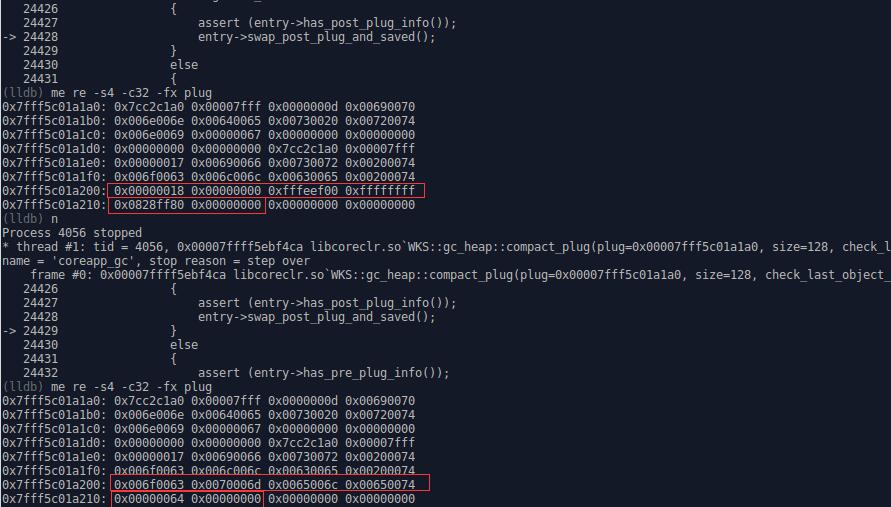 24426 {
24427 assert (entry->has_post_plug_info());
-> 24428 entry->swap_post_plug_and_saved();
24429 }
24430 else
24431 {
(lldb) me re -s4 -c32 -fx plug
0x7fff5c01a1a0: 0x7cc2c1a0 0x00007fff 0x0000000d 0x00690070
0x7fff5c01a1b0: 0x006e006e 0x00640065 0x00730020 0x00720074
0x7fff5c01a1c0: 0x006e0069 0x00000067 0x00000000 0x00000000
0x7fff5c01a1d0: 0x00000000 0x00000000 0x7cc2c1a0 0x00007fff
0x7fff5c01a1e0: 0x00000017 0x00690066 0x00730072 0x00200074
0x7fff5c01a1f0: 0x006f0063 0x006c006c 0x00630065 0x00200074
0x7fff5c01a200: 0x00000018 0x00000000 0xfffeef00 0xffffffff
0x7fff5c01a210: 0x0828ff80 0x00000000 0x00000000 0x00000000
(lldb) n
Process 4056 stopped
* thread #1: tid = 4056, 0x00007ffff5ebf4ca libcoreclr.so`WKS::gc_heap::compact_plug(plug=0x00007fff5c01a1a0, size=128, check_l
name = 'coreapp_gc', stop reason = step over
frame #0: 0x00007ffff5ebf4ca libcoreclr.so`WKS::gc_heap::compact_plug(plug=0x00007fff5c01a1a0, size=128, check_last_object_
24426 {
24427 assert (entry->has_post_plug_info());
24428 entry->swap_post_plug_and_saved();
-> 24429 }
24430 else
24431 {
24432 assert (entry->has_pre_plug_info());
(lldb) me re -s4 -c32 -fx plug
0x7fff5c01a1a0: 0x7cc2c1a0 0x00007fff 0x0000000d 0x00690070
0x7fff5c01a1b0: 0x006e006e 0x00640065 0x00730020 0x00720074
0x7fff5c01a1c0: 0x006e0069 0x00000067 0x00000000 0x00000000
0x7fff5c01a1d0: 0x00000000 0x00000000 0x7cc2c1a0 0x00007fff
0x7fff5c01a1e0: 0x00000017 0x00690066 0x00730072 0x00200074
0x7fff5c01a1f0: 0x006f0063 0x006c006c 0x00630065 0x00200074
0x7fff5c01a200: 0x006f0063 0x0070006d 0x0065006c 0x00650074
0x7fff5c01a210: 0x00000064 0x00000000 0x00000000 0x00000000